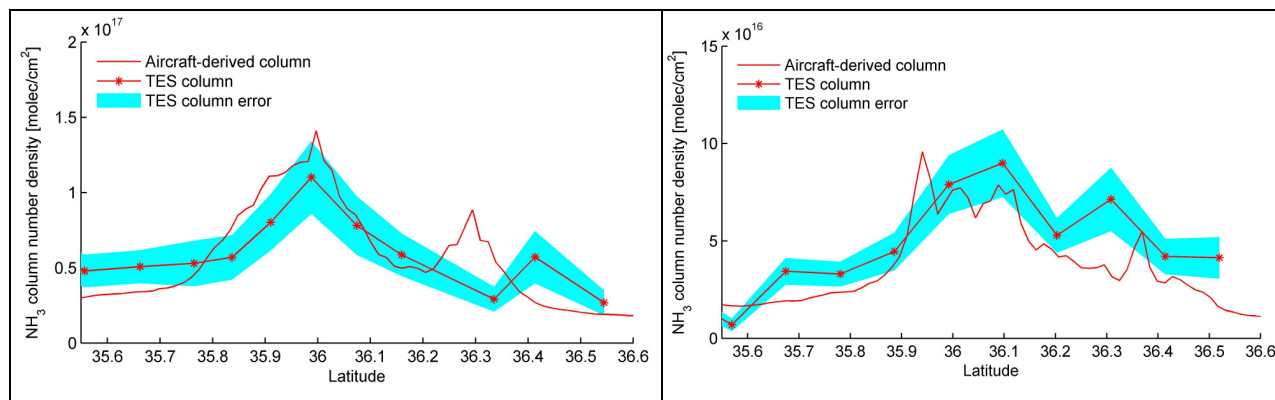 x 10^17
2
1.5
1
0.5
0
NH3 column number density [molec/cm^2]
Aircraft-derived column
TES column
TES column error
35.6 35.7 35.8 35.9 36 36.1 36.2 36.3 36.4 36.5 36.6
Latitude
x 10^16
15
10
5
0
NH3 column number density [molec/cm^2]
Aircraft-derived column
TES column
TES column error
35.6 35.7 35.8 35.9 36 36.1 36.2 36.3 36.4 36.5 36.6
Latitude